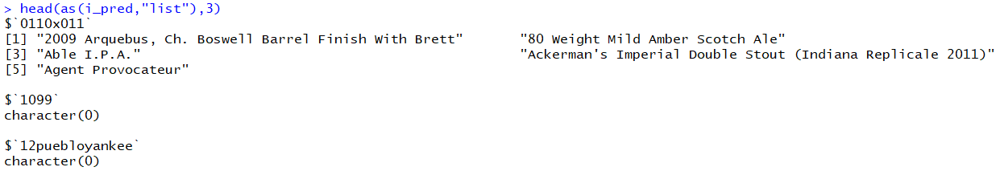 > head(as(i_pred,"list"),3)
$`0110x011`
[1] "2009 Arquebus, Ch. Boswell Barrel Finish With Brett" "80 Weight Mild Amber Scotch Ale"
[3] "Able I.P.A." "Ackerman's Imperial Double Stout (Indiana Replicale 2011)"
[5] "Agent Provocateur"
$`1099`
character(0)
$`12puebloyankee`
character(0)